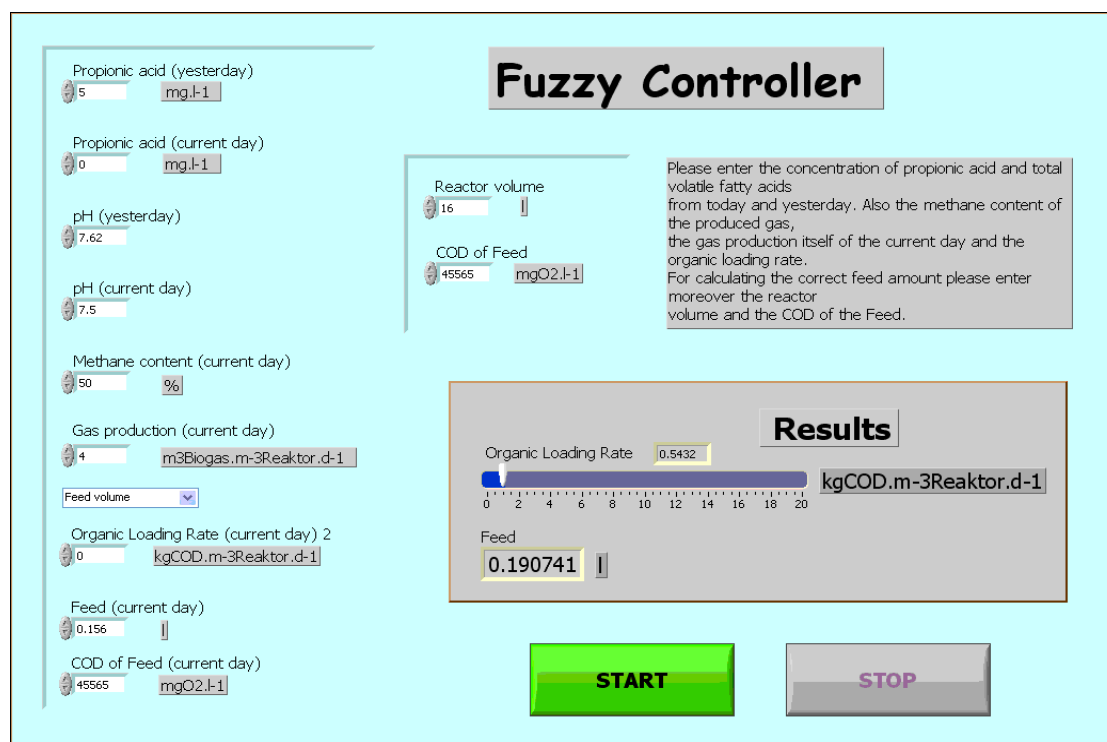 Fuzzy Controller
Propionic acid (yesterday)
5 mg.l-1
Propionic acid (current day)
0 mg.l-1
pH (yesterday)
7.62
pH (current day)
7.5
Methane content (current day)
50 %
Gas production (current day)
4 m3Biogas.m-3Reaktor.d-1
Feed volume
Organic Loading Rate (current day) 2
0 kgCOD.m-3Reaktor.d-1
Feed (current day)
0.156 l
COD of Feed (current day)
45565 mgO2.l-1
Reactor volume
16 l
COD of Feed
45565 mgO2.l-1
Please enter the concentration of propionic acid and total
volatile fatty acids
from today and yesterday. Also the methane content of
the produced gas,
the gas production itself of the current day and the
organic loading rate.
For calculating the correct feed amount please enter
moreover the reactor
volume and the COD of the Feed.
Results
Organic Loading Rate 0.5432
kgCOD.m-3Reaktor.d-1
0 2 4 6 8 10 12 14 16 18 20
Feed
0.190741 l
START
STOP